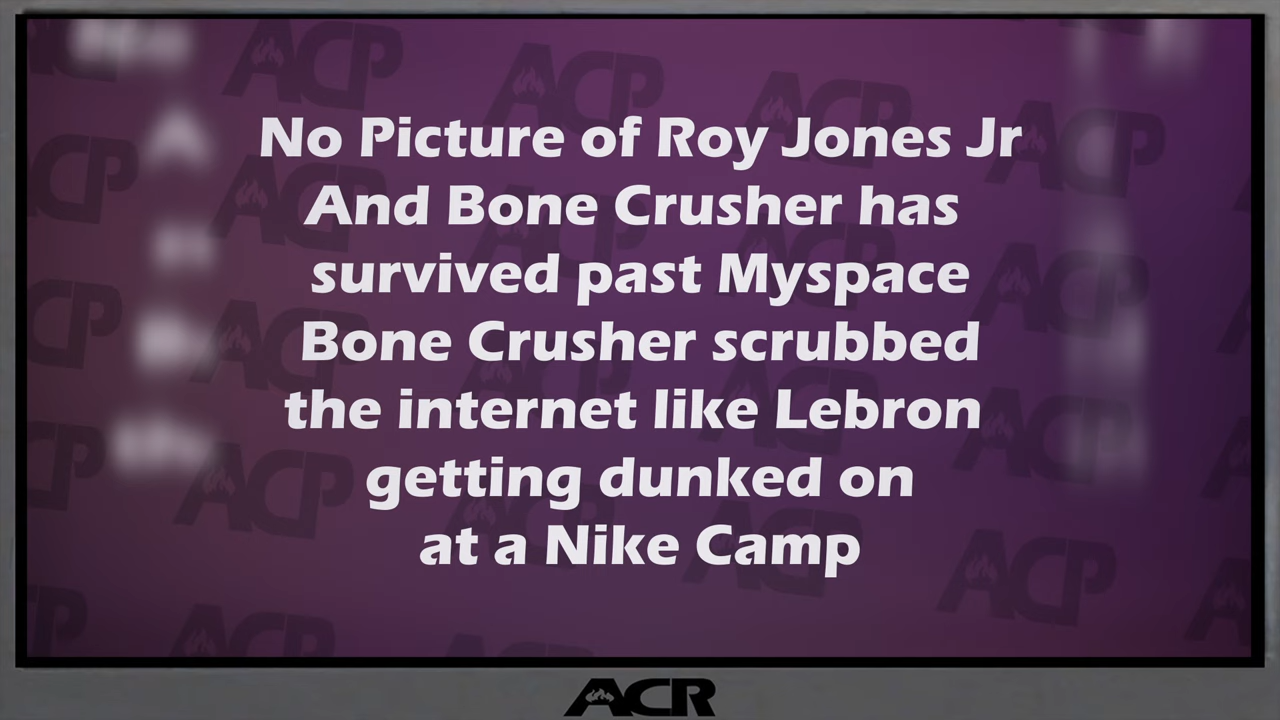 No Picture of Roy Jones Jr
And Bone Crusher has
survived past Myspace
Bone Crusher scrubbed
the internet like Lebron
getting dunked on
at a Nike Camp
ACR